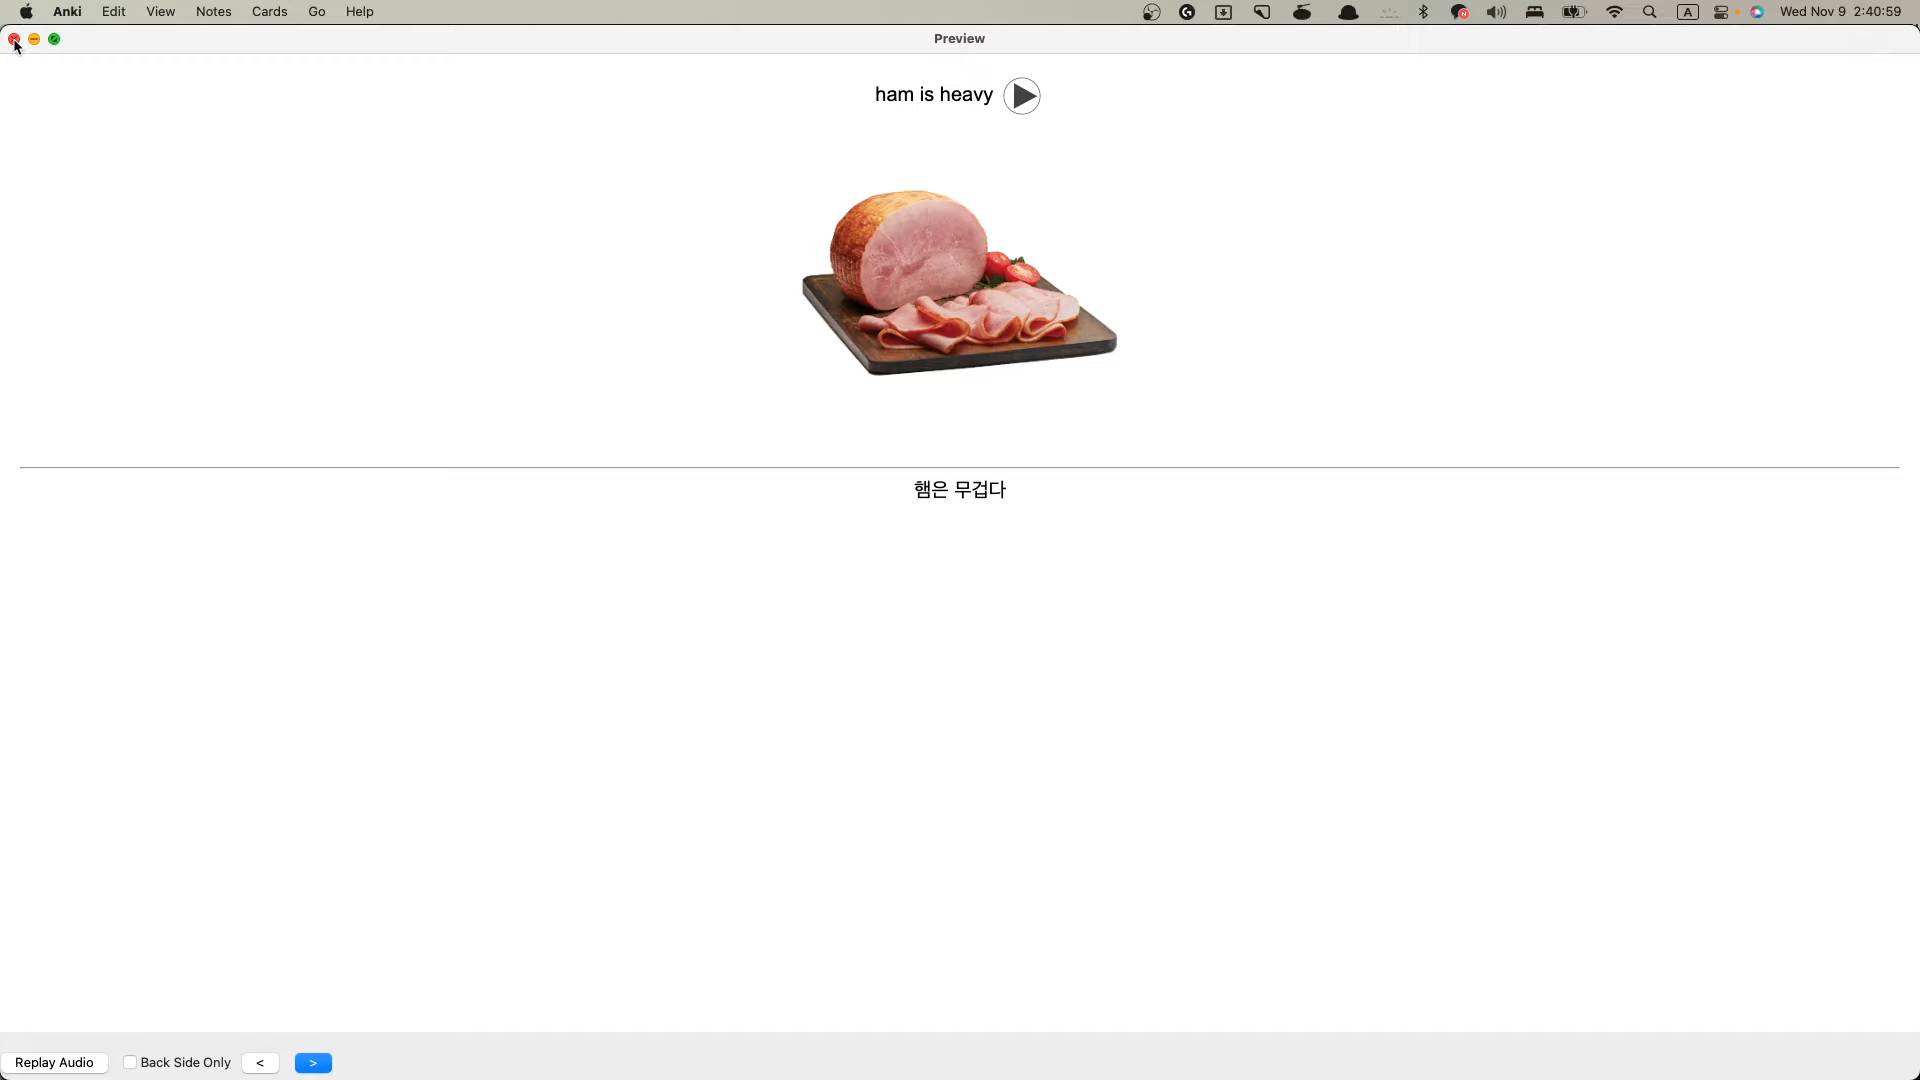 Anki Edit View Notes Cards Go Help A Wed Nov 9 2:40:59
Preview
ham is heavy
햄은 무겁다
Replay Audio Back Side Only < >